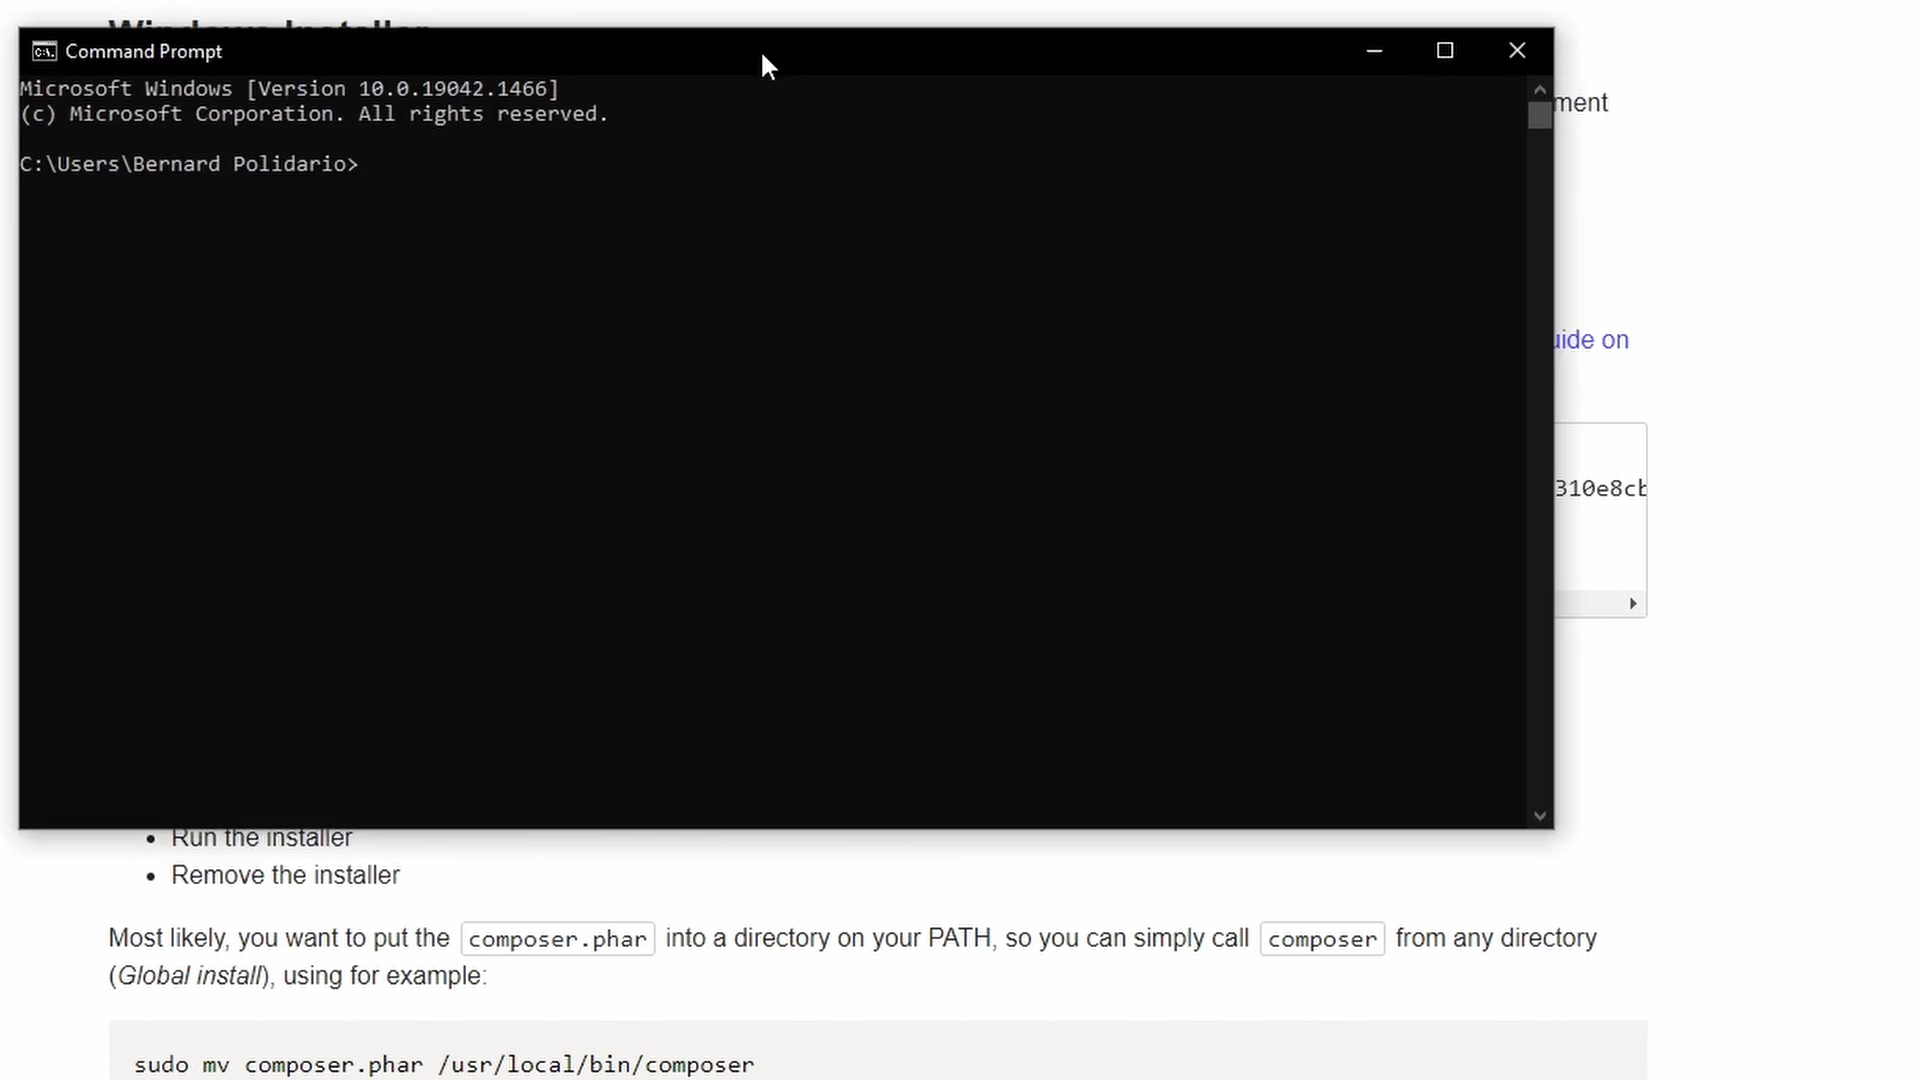 Windows Installer
Command Prompt
Microsoft Windows [Version 10.0.19042.1466]
(c) Microsoft Corporation. All rights reserved.
ment
C:\Users\Bernard Polidario>
uide on
310e8cb
Run the installer
Remove the installer
Most likely, you want to put the composer.phar into a directory on your PATH, so you can simply call composer from any directory
(Global install), using for example:
sudo mv composer.phar /usr/local/bin/composer